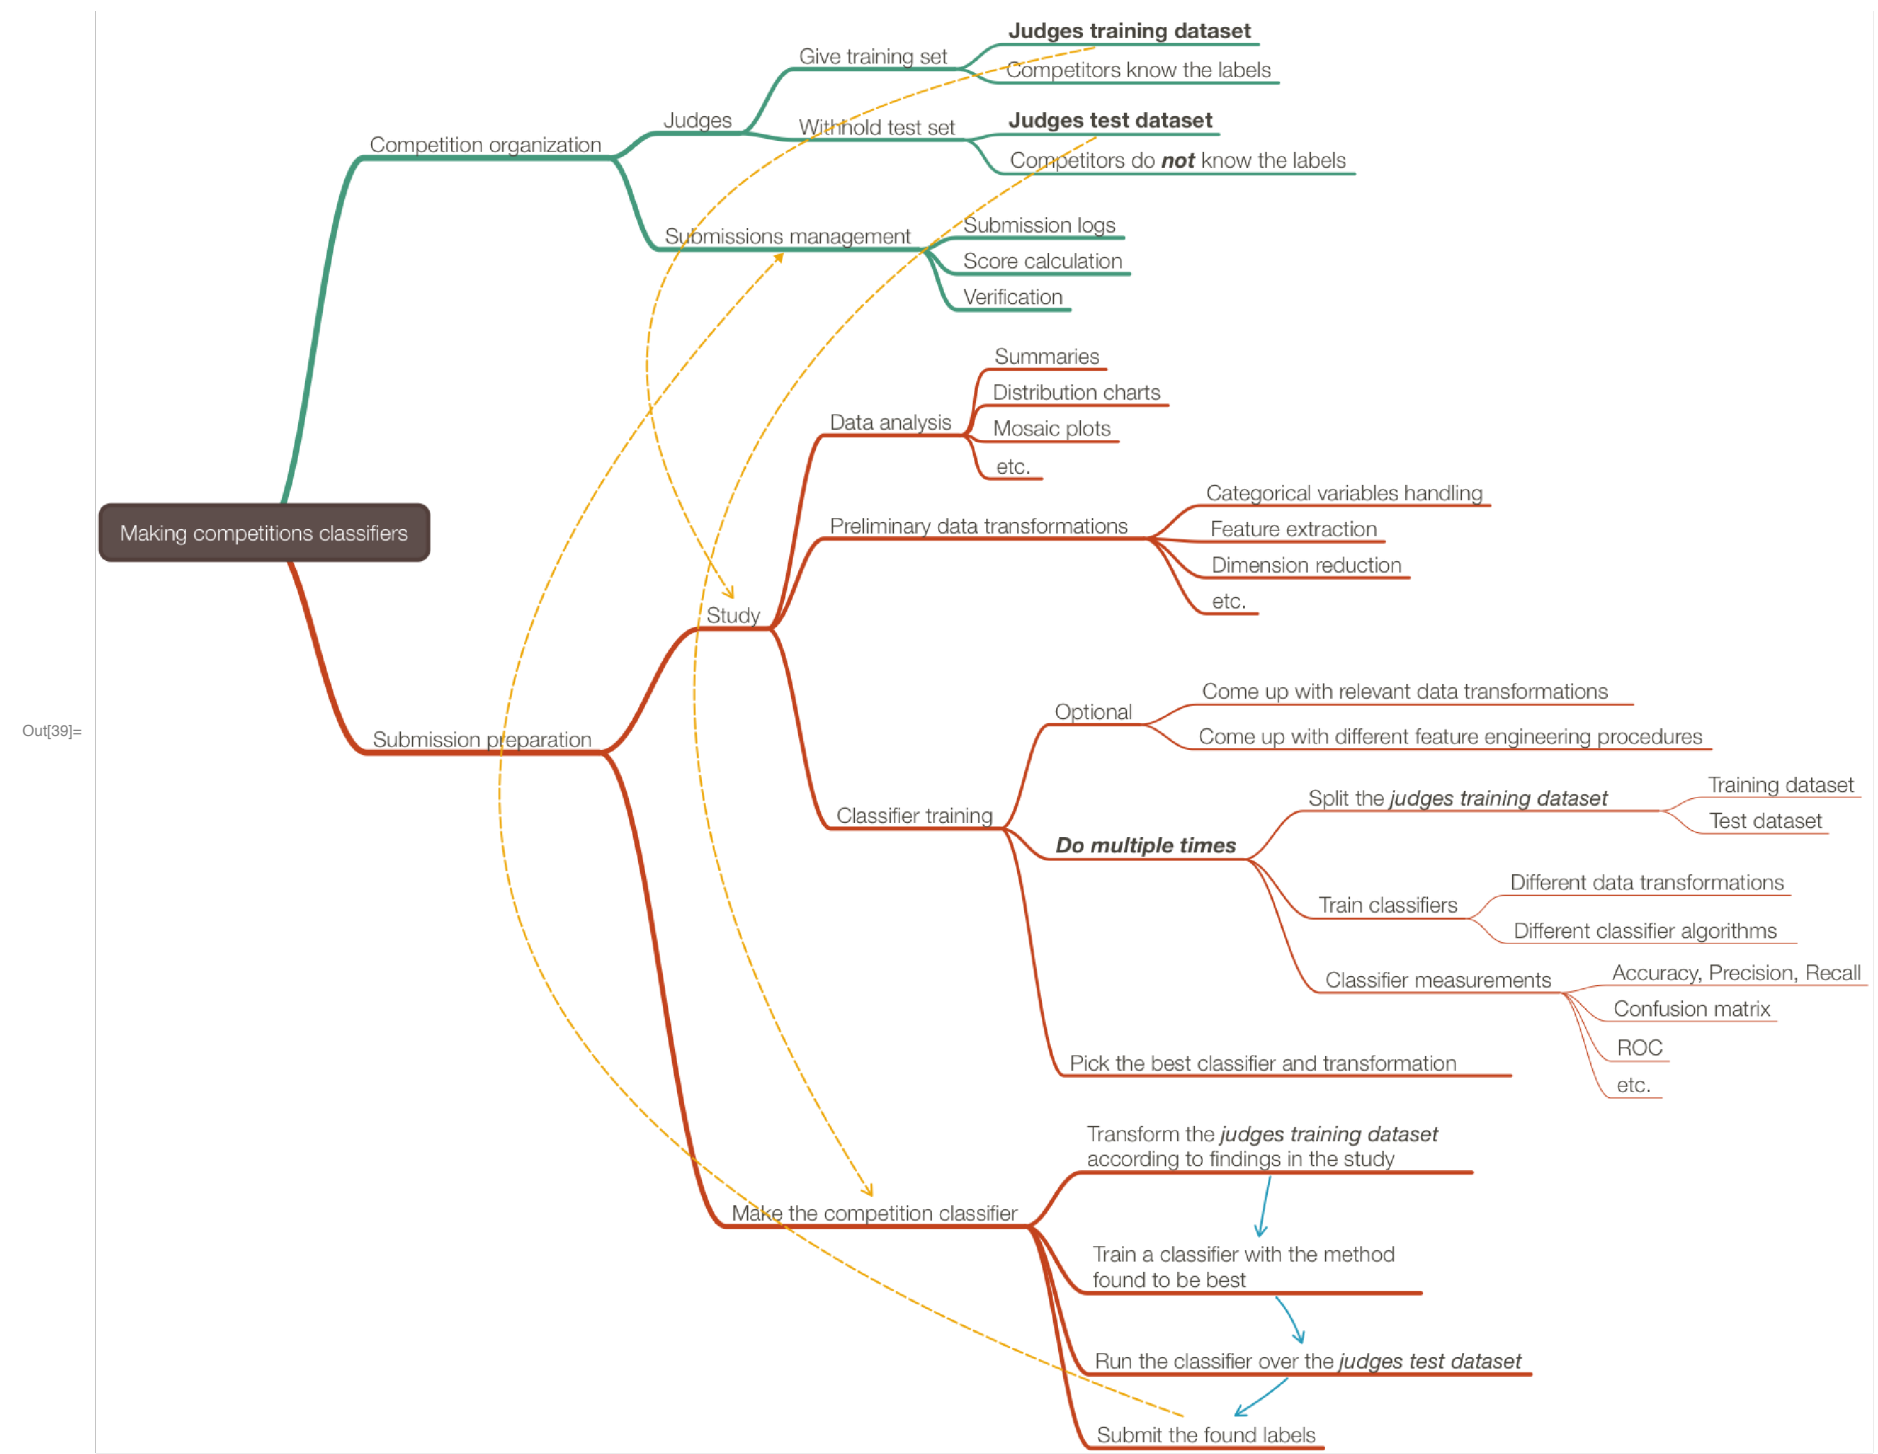 Judges training dataset
Give training set
Competitors know the labels
Judges
Judges test dataset
Withhold test set
Competition organization
Competitors do not know the labels
Submission logs
Submissions management
Score calculation
Verification
Summaries
Distribution charts
Data analysis
Mosaic plots
etc.
Categorical variables handling
Preliminary data transformations
Feature extraction
Making competitions classifiers
Dimension reduction
etc.
Study
Come up with relevant data transformations
Optional
Out[39]=
Submission preparation
Come up with different feature engineering procedures
Training dataset
Split the judges training dataset
Classifier training
Test dataset
Do multiple times
Different data transformations
Train classifiers
Different classifier algorithms
Accuracy, Precision, Recall
Classifier measurements
Confusion matrix
ROC
Pick the best classifier and transformation
etc.
Transform the judges training dataset
according to findings in the study
Make the competition classifier
Train a classifier with the method
found to be best
Run the classifier over the judges test dataset
Submit the found labels